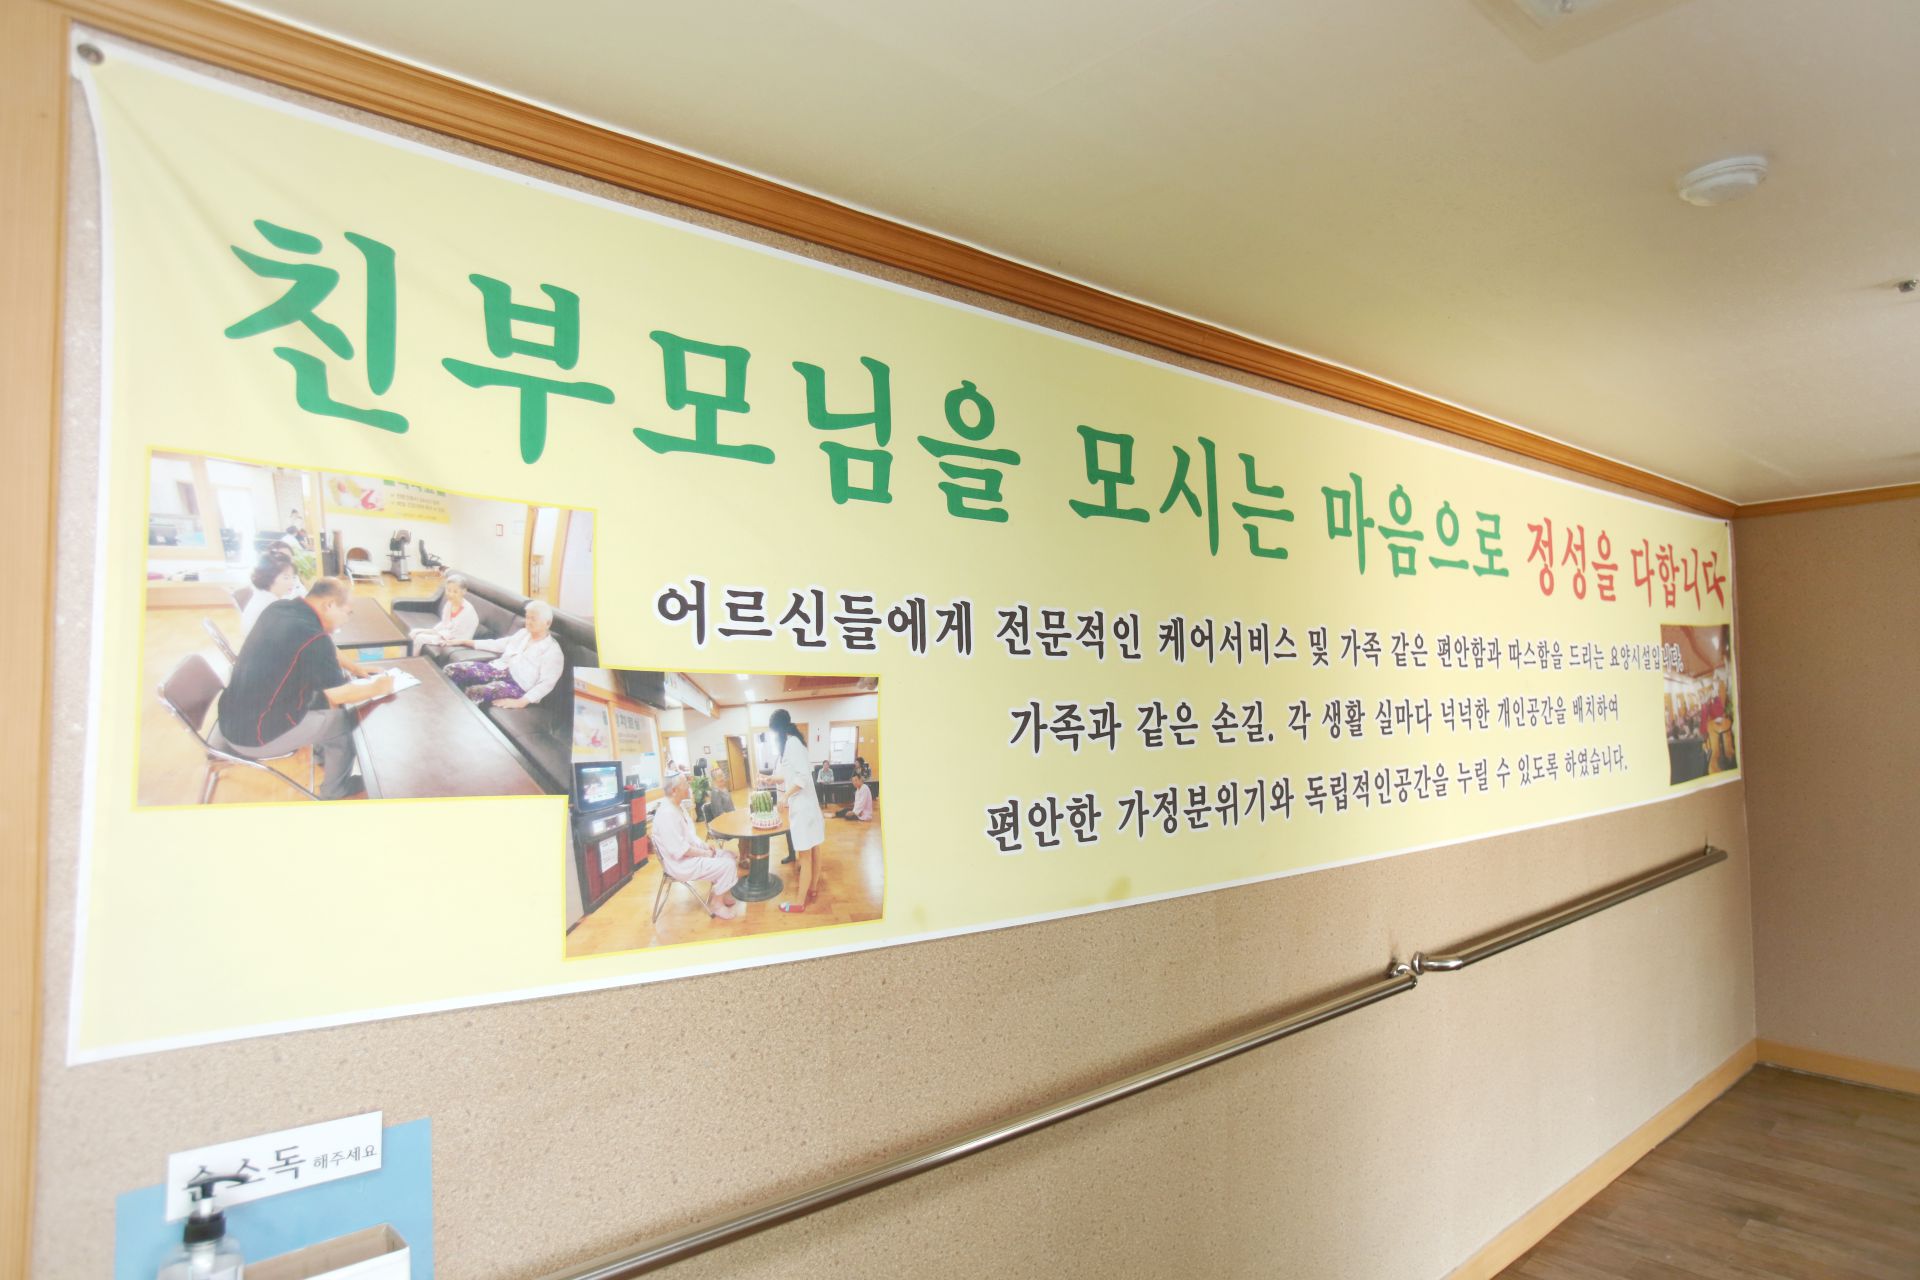 친부모님을 모시는 마음으로 정성을 다합니다
어르신들에게 전문적인 케어서비스 및 가족 같은 편안함과 따스함을 드리는 요양시설입니다.
가족과 같은 손길. 각 생활 실마다 넉넉한 개인공간을 배치하여
편안한 가정분위기와 독립적인공간을 누릴 수 있도록 하였습니다.
손소독 해주세요